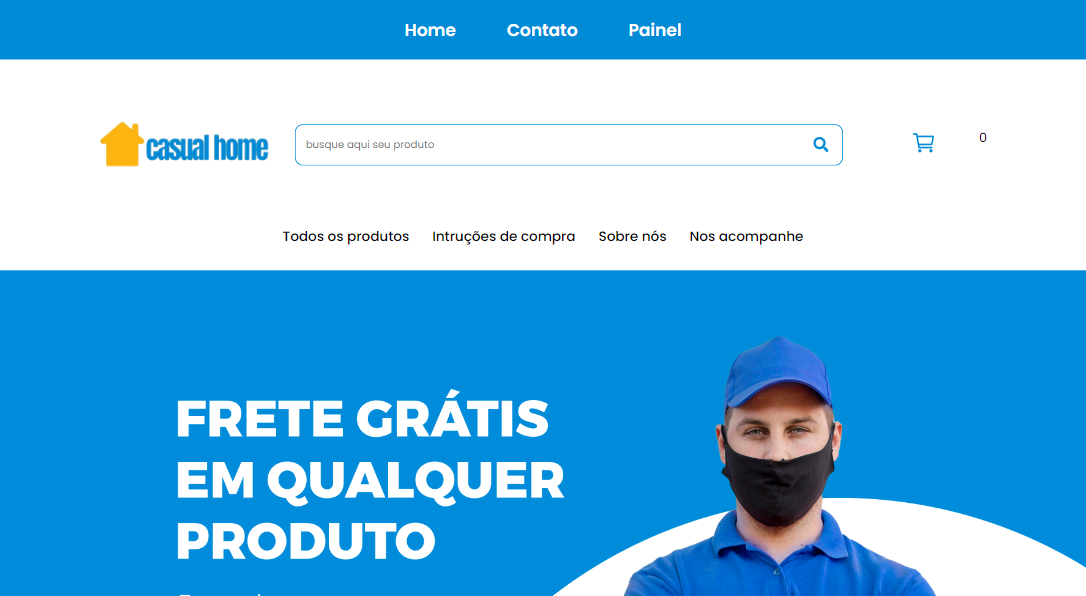 Home Contato Painel
casual home
busque aqui seu produto
0
Todos os produtos Intruções de compra Sobre nós Nos acompanhe
FRETE GRÁTIS
EM QUALQUER
PRODUTO